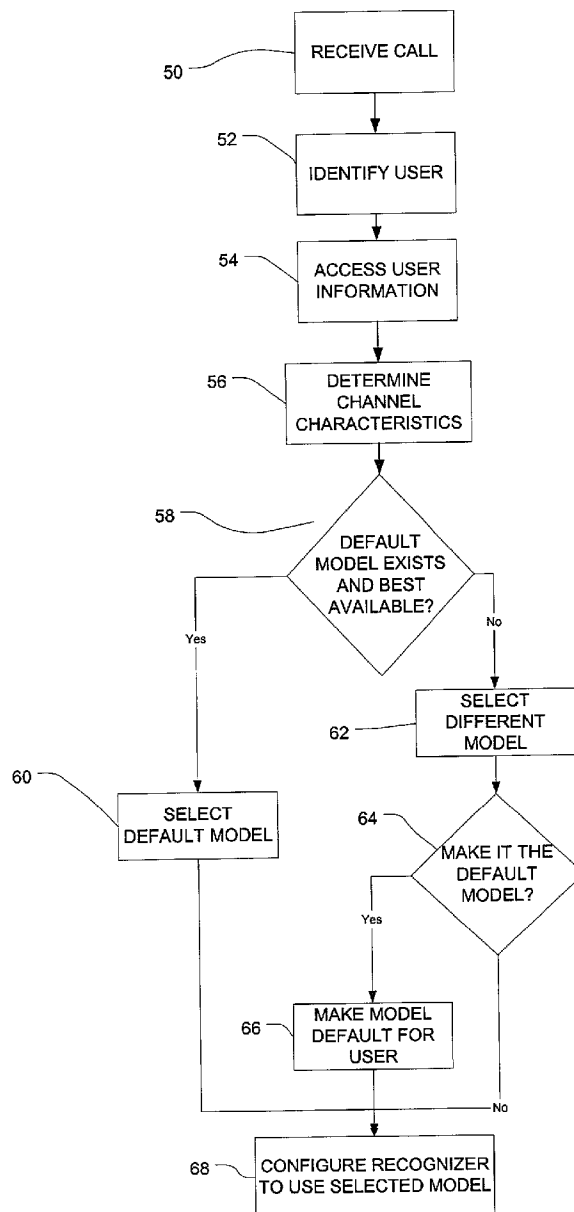 50
RECEIVE CALL
52
IDENTIFY USER
54
ACCESS USER
INFORMATION
56
DETERMINE
CHANNEL
CHARACTERISTICS
58
DEFAULT
MODEL EXISTS
AND BEST
AVAILABLE?
Yes
No
62
SELECT
DIFFERENT
MODEL
60
SELECT
DEFAULT MODEL
64
MAKE IT THE
DEFAULT
MODEL?
Yes
66
MAKE MODEL
DEFAULT FOR
USER
No
68
CONFIGURE RECOGNIZER
TO USE SELECTED MODEL